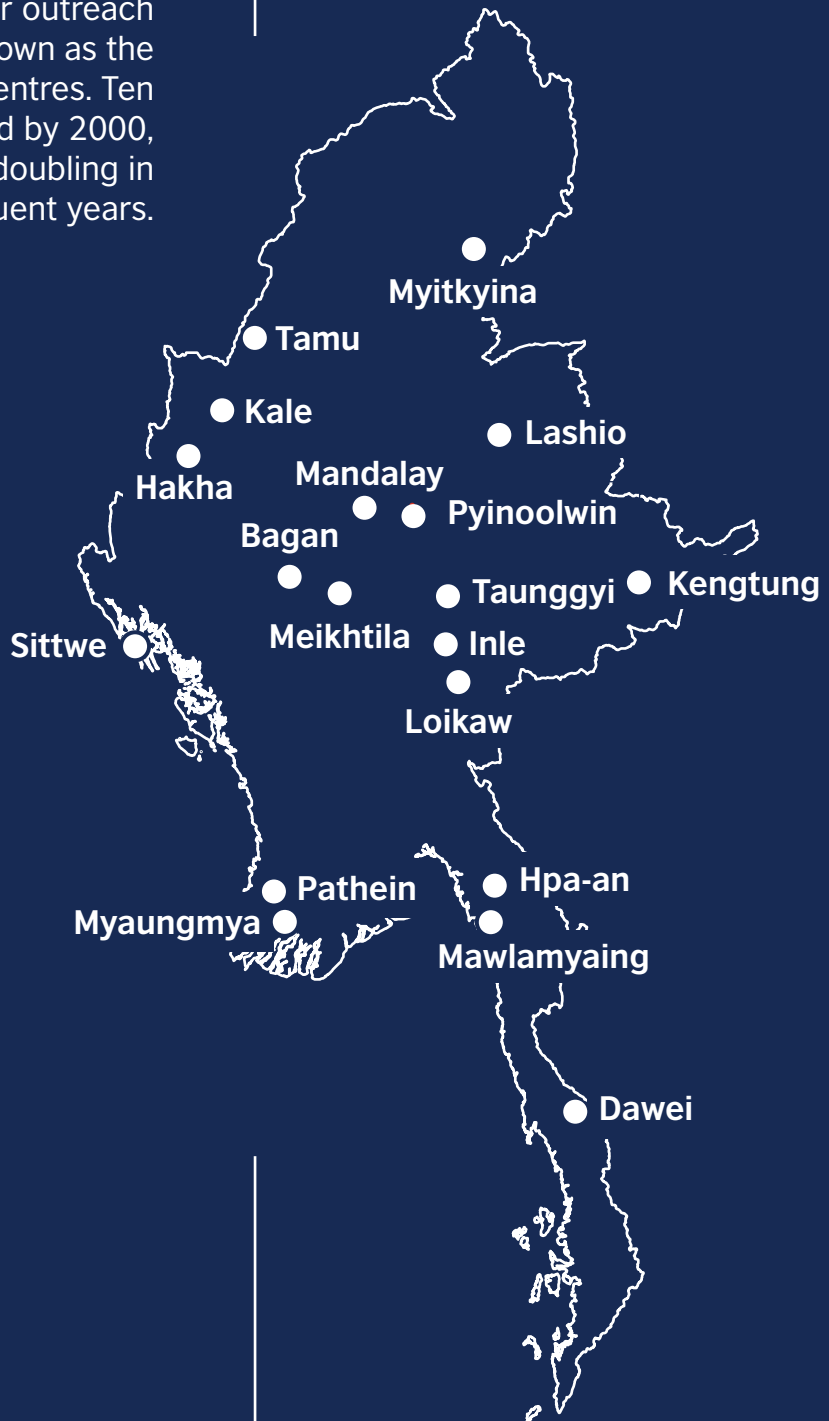 r outreach
own as the
entres. Ten
d by 2000,
doubling in
uent years.
Myitkyina
Tamu
Kale
Lashio
Hakha
Mandalay
Pyinoolwin
Bagan
Taunggyi
Kengtung
Meikhtila
Inle
Sittwe
Loikaw
Pathein
Hpa-an
Myaungmya
Mawlamyaing
Dawei